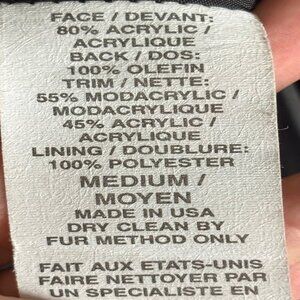 FACE / DEVANT:
80% ACRYLIC /
ACRYLIQUE
BACK / DOS:
100% OLEFIN
TRIM / NETTE:
55% MODACRYLIC /
MODACRYLIQUE
45% ACRYLIC /
ACRYLIQUE
LINING / DOUBLURE:
100% POLYESTER
MEDIUM /
MOYEN
MADE IN USA
DRY CLEAN BY
FUR METHOD ONLY
FAIT AUX ETATS-UNIS
FAIRE NETTOYER PAR
UN SPECIALISTE EN